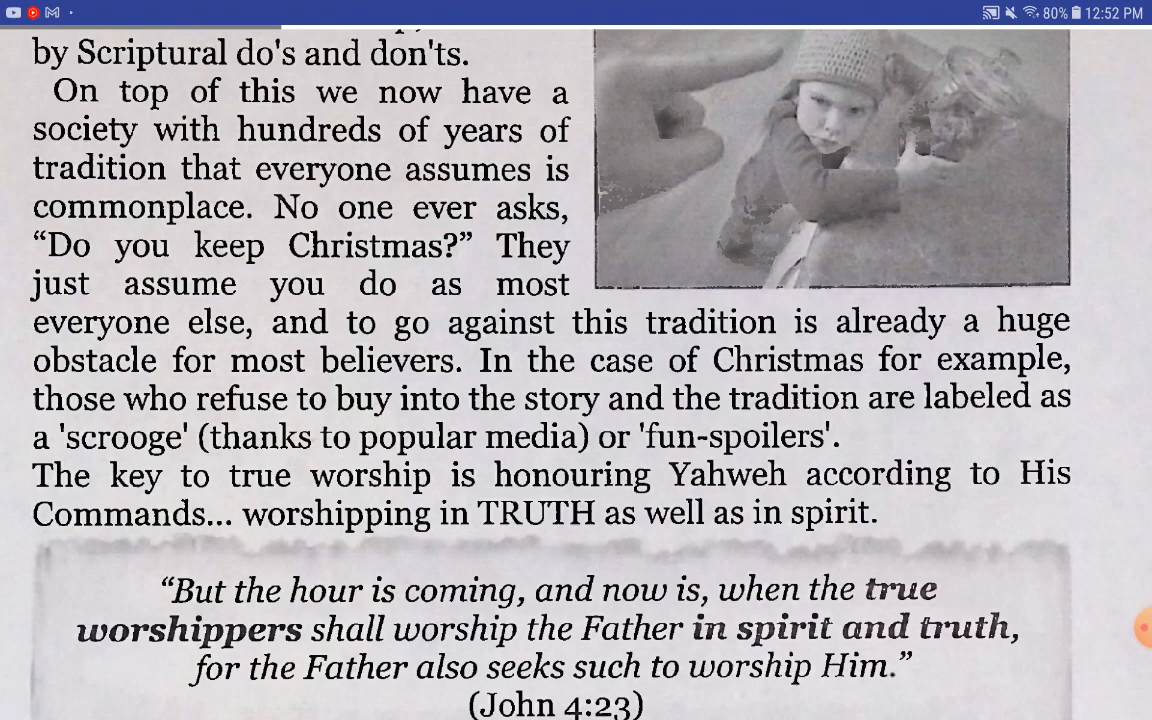 80% 12:52 PM
by Scriptural do's and don'ts.
On top of this we now have a
society with hundreds of years of
tradition that everyone assumes is
commonplace. No one ever asks,
“Do you keep Christmas?” They
just assume you do as most
everyone else, and to go against this tradition is already a huge
obstacle for most believers. In the case of Christmas for example,
those who refuse to buy into the story and the tradition are labeled as
a 'scrooge' (thanks to popular media) or 'fun-spoilers'.
The key to true worship is honouring Yahweh according to His
Commands... worshipping in TRUTH as well as in spirit.
“But the hour is coming, and now is, when the true
worshippers shall worship the Father in spirit and truth,
for the Father also seeks such to worship Him.”
(John 4:23)